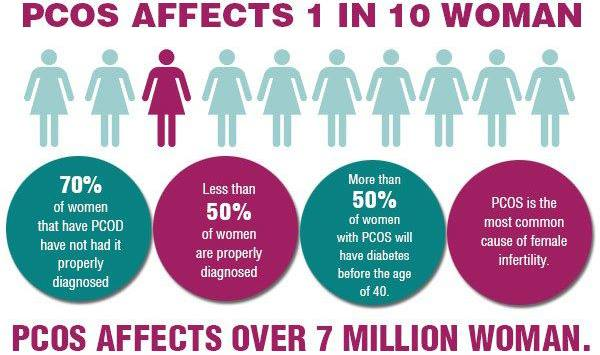 PCOS AFFECTS 1 IN 10 WOMAN
70%
of women
that have PCOD
have not had it
properly
diagnosed
Less than
50%
of women
are properly
diagnosed
More than
50%
of women
with PCOS will
have diabetes
before the age
of 40.
PCOS is the
most common
cause of female
infertility.
PCOS AFFECTS OVER 7 MILLION WOMAN.